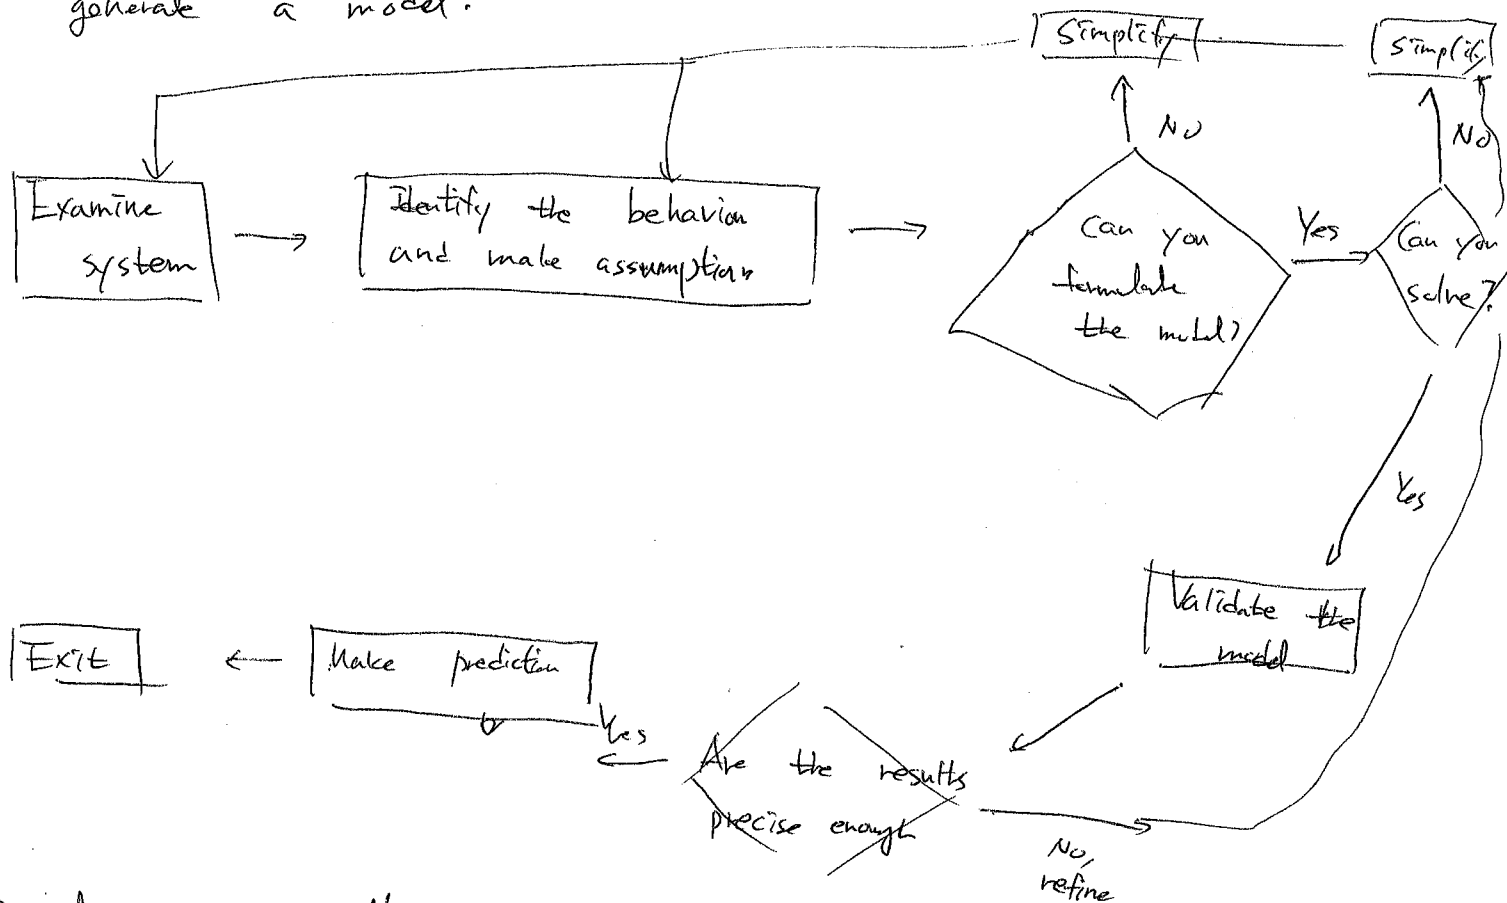 generate a model.
Simplify
Simplify
No
No
Examine
system
Identify the behavior
and make assumption
Can you
formulate
the model?
Yes
Can you
solve?
Yes
Validate the
model
Exit
Make prediction
Yes
Are the results
precise enough
No,
refine